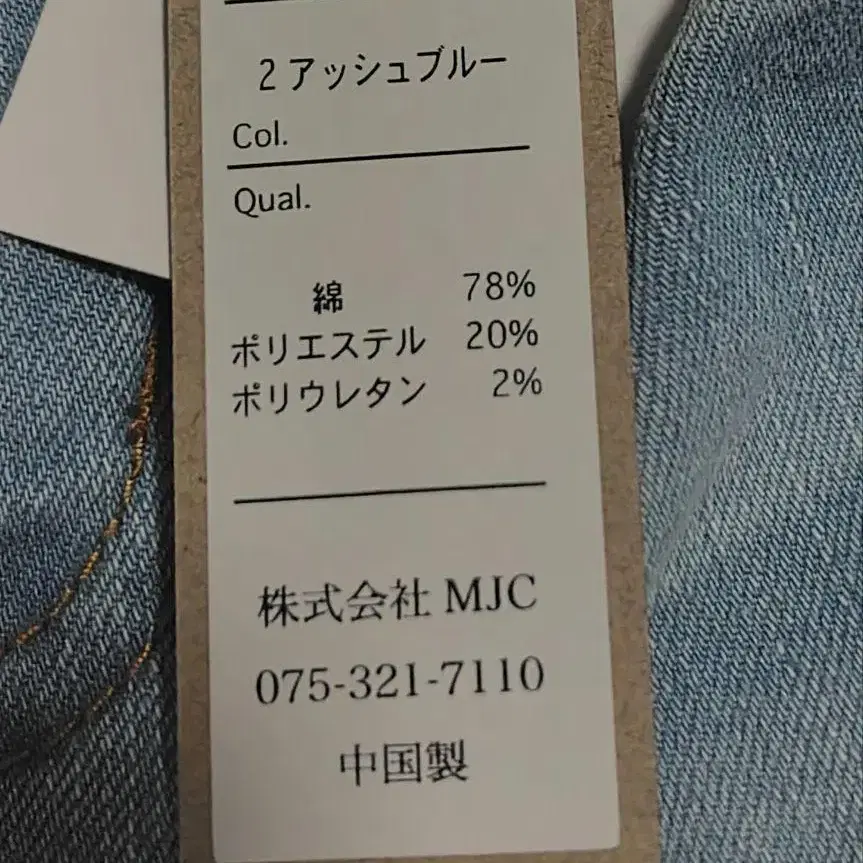 2 アッシュブルー
Col.
Qual.
綿 78%
ポリエステル 20%
ポリウレタン 2%
株式会社 MJC
075-321-7110
中国製